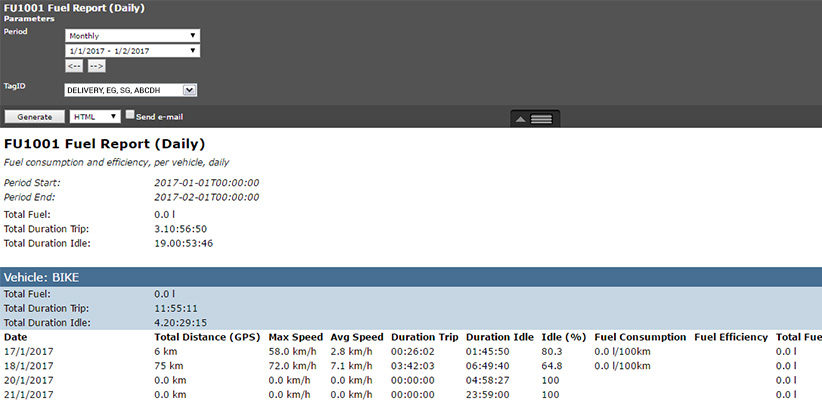 FU1001 Fuel Report (Daily)
Parameters
Period
Monthly
1/1/2017 - 1/2/2017
<-- -->
TagID
DELIVERY, EG, SG, ABCDH
Generate HTML Send e-mail
FU1001 Fuel Report (Daily)
Fuel consumption and efficiency, per vehicle, daily
Period Start: 2017-01-01T00:00:00
Period End: 2017-02-01T00:00:00
Total Fuel: 0.0 l
Total Duration Trip: 3.10:56:50
Total Duration Idle: 19.00:53:46
Vehicle: BIKE
Total Fuel: 0.0 l
Total Duration Trip: 11:55:11
Total Duration Idle: 4.20:29:15
Date Total Distance (GPS) Max Speed Avg Speed Duration Trip Duration Idle Idle (%) Fuel Consumption Fuel Efficiency Total Fue
17/1/2017 6 km 58.0 km/h 2.8 km/h 00:26:02 01:45:50 80.3 0.0 l/100km 0.0 l
18/1/2017 75 km 72.0 km/h 7.1 km/h 03:42:03 06:49:40 64.8 0.0 l/100km 0.0 l
20/1/2017 0.0 km 0.0 km/h 0.0 km/h 00:00:00 04:58:27 100 0.0 l
21/1/2017 0.0 km 0.0 km/h 0.0 km/h 00:00:00 23:59:00 100 0.0 l